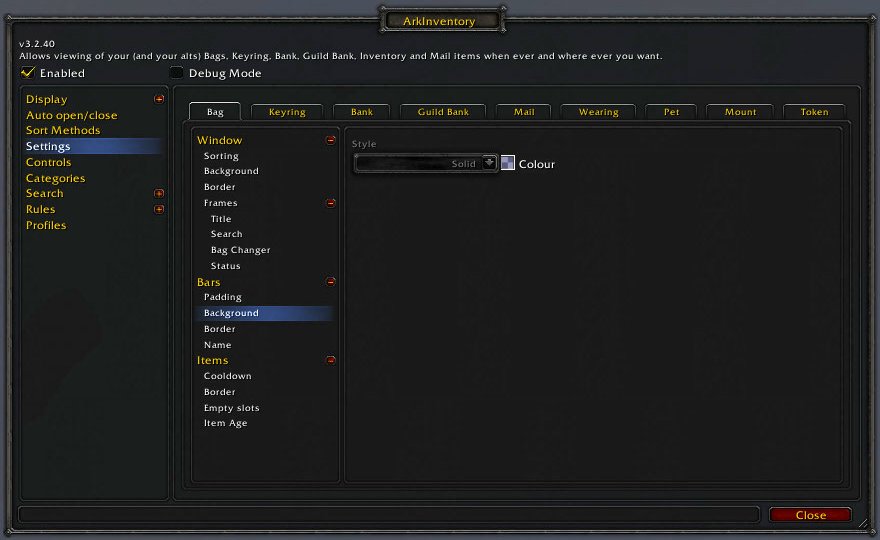 ArkInventory
v3.2.40
Allows viewing of your (and your alts) Bags, Keyring, Bank, Guild Bank, Inventory and Mail items when ever and where ever you want.
Enabled Debug Mode
Display
Auto open/close
Sort Methods
Settings
Controls
Categories
Search
Rules
Profiles
Bag Keyring Bank Guild Bank Mail Wearing Pet Mount Token
Window
Sorting
Background
Border
Frames
Title
Search
Bag Changer
Status
Bars
Padding
Background
Border
Name
Items
Cooldown
Border
Empty slots
Item Age
Style
Solid Colour
Close